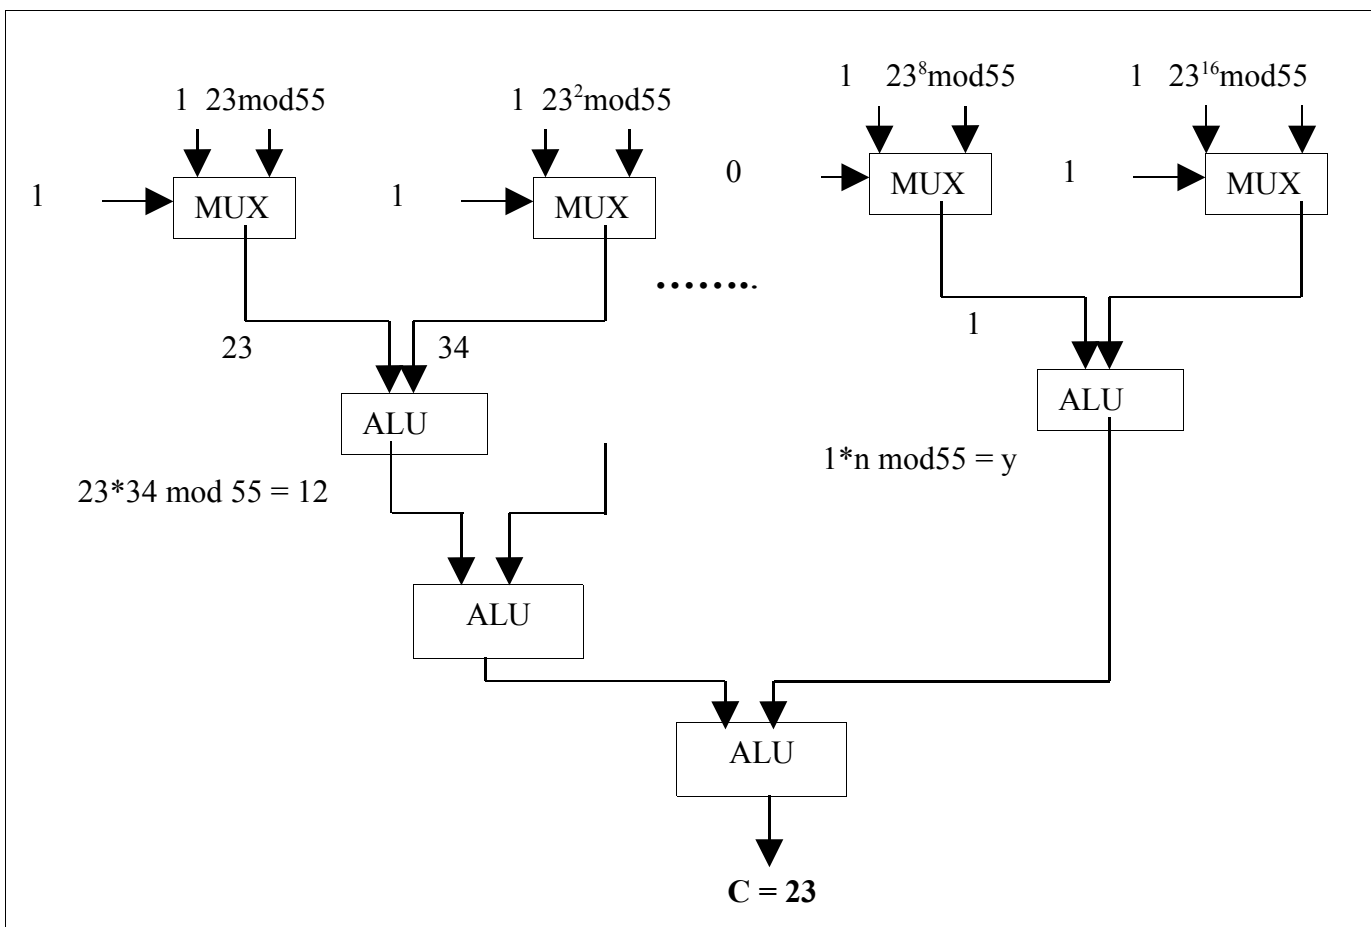 1 23⁸mod55
1 23¹⁶mod55
1 23mod55
1 23²mod55
0
1
MUX
MUX
1
1
MUX
MUX
........
1
23
34
ALU
ALU
1*n mod55 = y
23*34 mod 55 = 12
ALU
ALU
C = 23